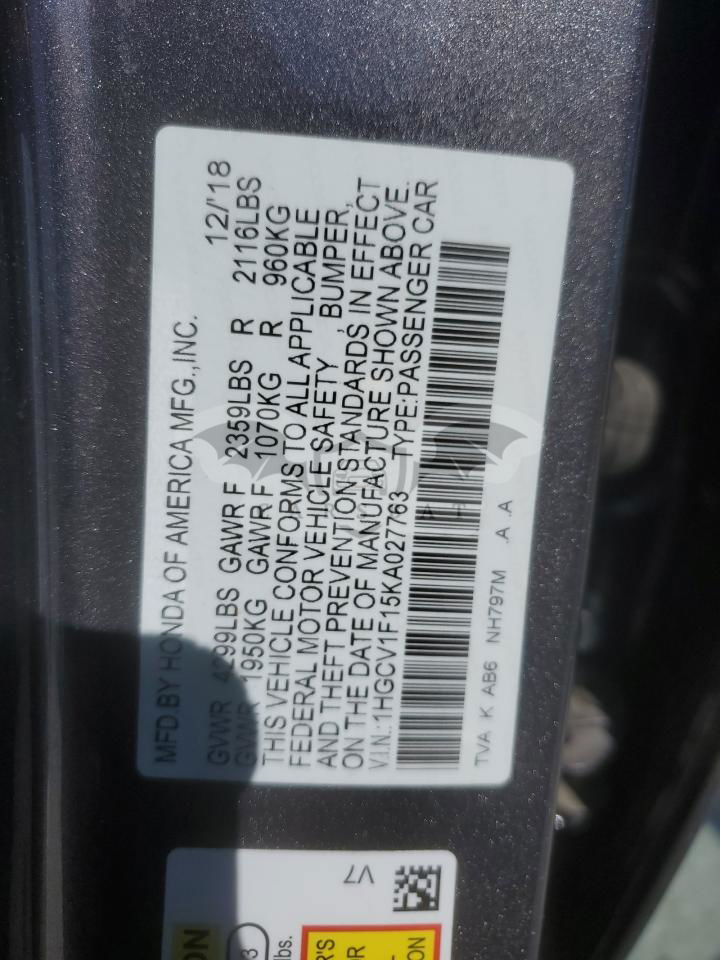 MFD.BY HONDA OF AMERICA MFG.,INC.
12/'18
GVWR 4299LBS GAWR F 2359LBS R 2116LBS
GVWR 1950KG GAWR F 1070KG R 960KG
THIS VEHICLE CONFORMS TO ALL APPLICABLE
FEDERAL MOTOR VEHICLE SAFETY , BUMPER,
AND THEFT PREVENTION STANDARDS IN EFFECT
ON THE DATE OF MANUFACTURE SHOWN ABOVE.
V.I.N.:1HGCV1F15KA027763 TYPE:PASSENGER CAR
TVA K AB6 NH797M .A .A
V7
lbs.